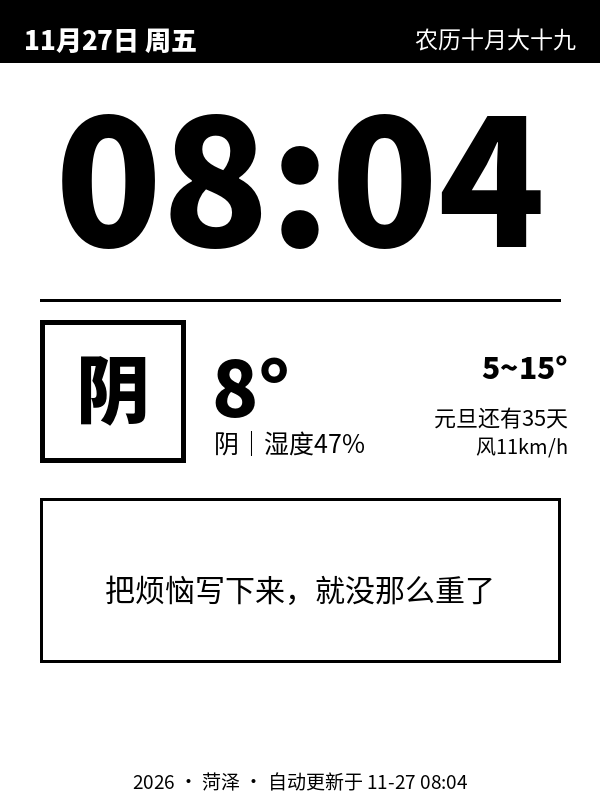 11月27日 周五
农历十月大十九
08:04
阴
8°
阴｜湿度47%
5~15°
元旦还有35天
风11km/h
把烦恼写下来，就没那么重了
2026 · 菏泽 · 自动更新于 11-27 08:04